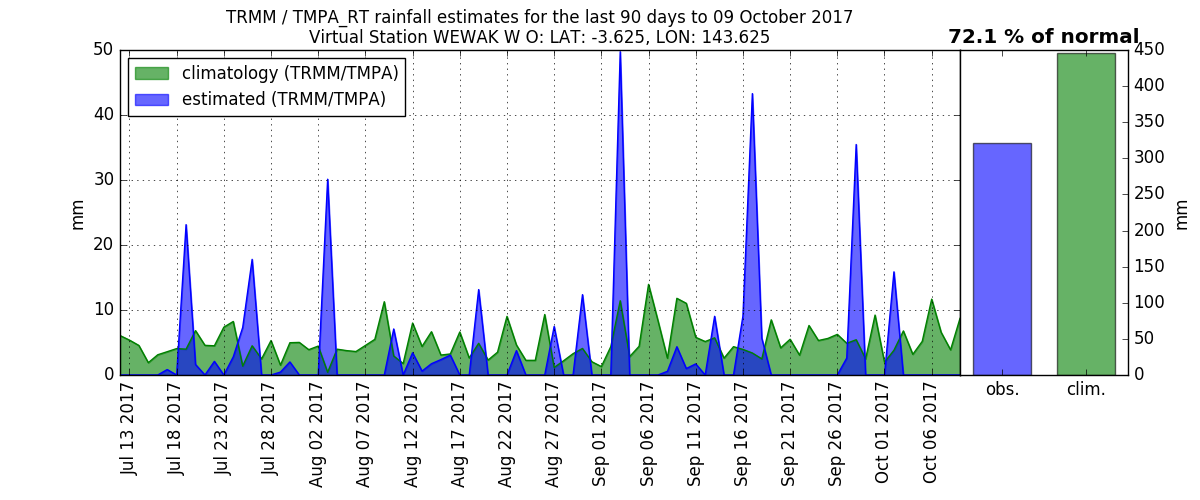 TRMM / TMPA_RT rainfall estimates for the last 90 days to 09 October 2017
Virtual Station WEWAK W O: LAT: -3.625, LON: 143.625
72.1 % of normal
climatology (TRMM/TMPA)
estimated (TRMM/TMPA)
mm
50
40
30
20
10
0
Jul 13 2017
Jul 18 2017
Jul 23 2017
Jul 28 2017
Aug 02 2017
Aug 07 2017
Aug 12 2017
Aug 17 2017
Aug 22 2017
Aug 27 2017
Sep 01 2017
Sep 06 2017
Sep 11 2017
Sep 16 2017
Sep 21 2017
Sep 26 2017
Oct 01 2017
Oct 06 2017
obs.
clim.
450
400
350
300
250
200
150
100
50
0
mm